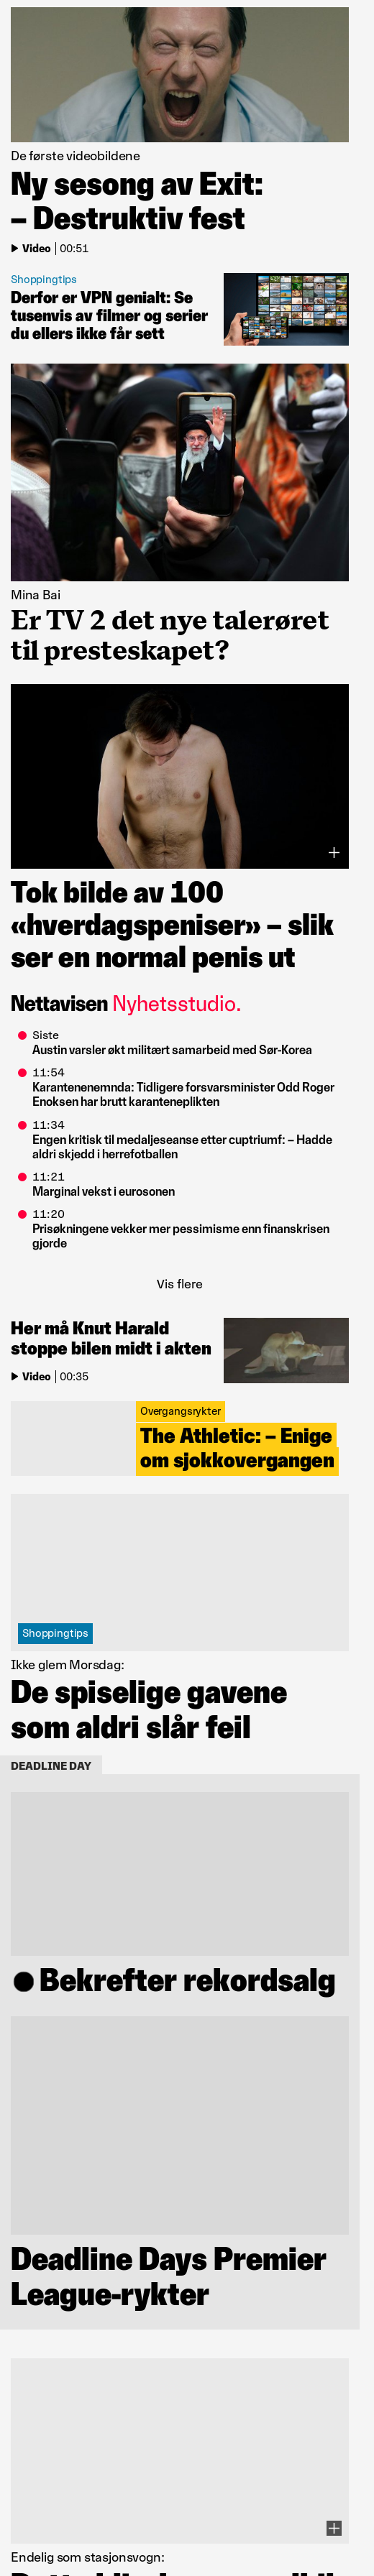 De første videobildene
Ny sesong av Exit:
– Destruktiv fest
Video | 00:51
Shoppingtips
Derfor er VPN genialt: Se
tusenvis av filmer og serier
du ellers ikke får sett
Mina Bai
Er TV 2 det nye talerøret
til presteskapet?
Tok bilde av 100
«hverdagspeniser» – slik
ser en normal penis ut
Nettavisen Nyhetsstudio.
Siste
Austin varsler økt militært samarbeid med Sør-Korea
11:54
Karantenenemnda: Tidligere forsvarsminister Odd Roger
Enoksen har brutt karanteneplikten
11:34
Engen kritisk til medaljeseanse etter cuptriumf: – Hadde
aldri skjedd i herrefotballen
11:21
Marginal vekst i eurosonen
11:20
Prisøkningene vekker mer pessimisme enn finanskrisen
gjorde
Vis flere
Her må Knut Harald
stoppe bilen midt i akten
Video | 00:35
Overgangsrykter
The Athletic: – Enige
om sjokkovergangen
Shoppingtips
Ikke glem Morsdag:
De spiselige gavene
som aldri slår feil
DEADLINE DAY
Bekrefter rekordsalg
Deadline Days Premier
League-rykter
Endelig som stasjonsvogn: